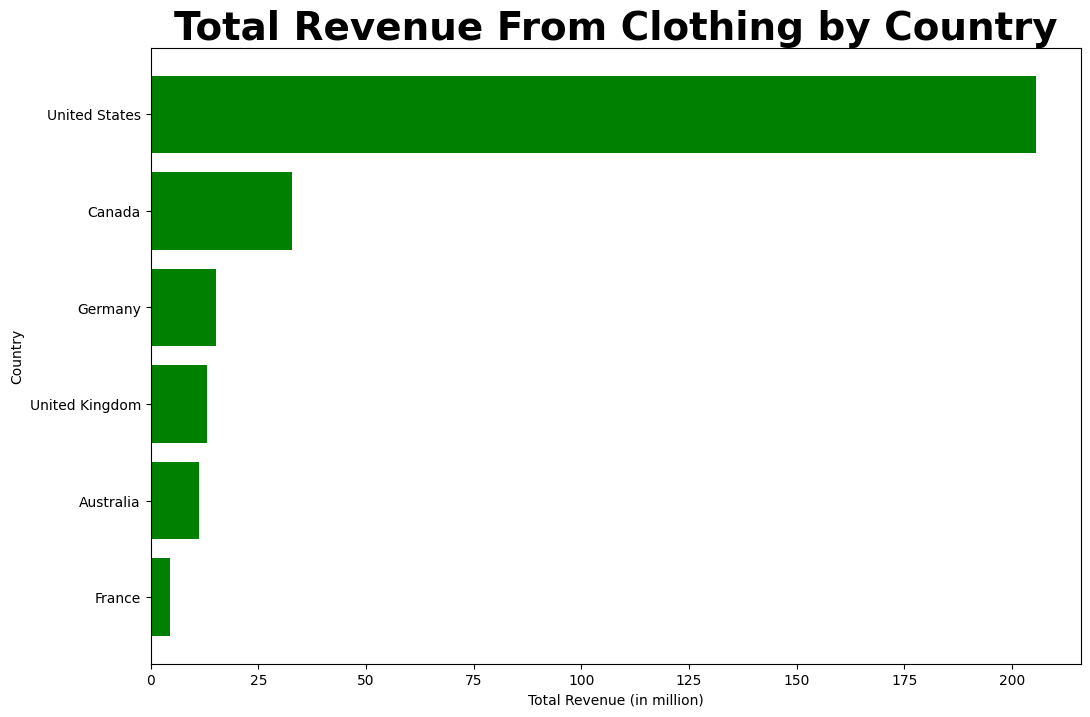 Total Revenue From Clothing by Country
United States
Canada
Germany
United Kingdom
Australia
France
Country
0 25 50 75 100 125 150 175 200
Total Revenue (in million)